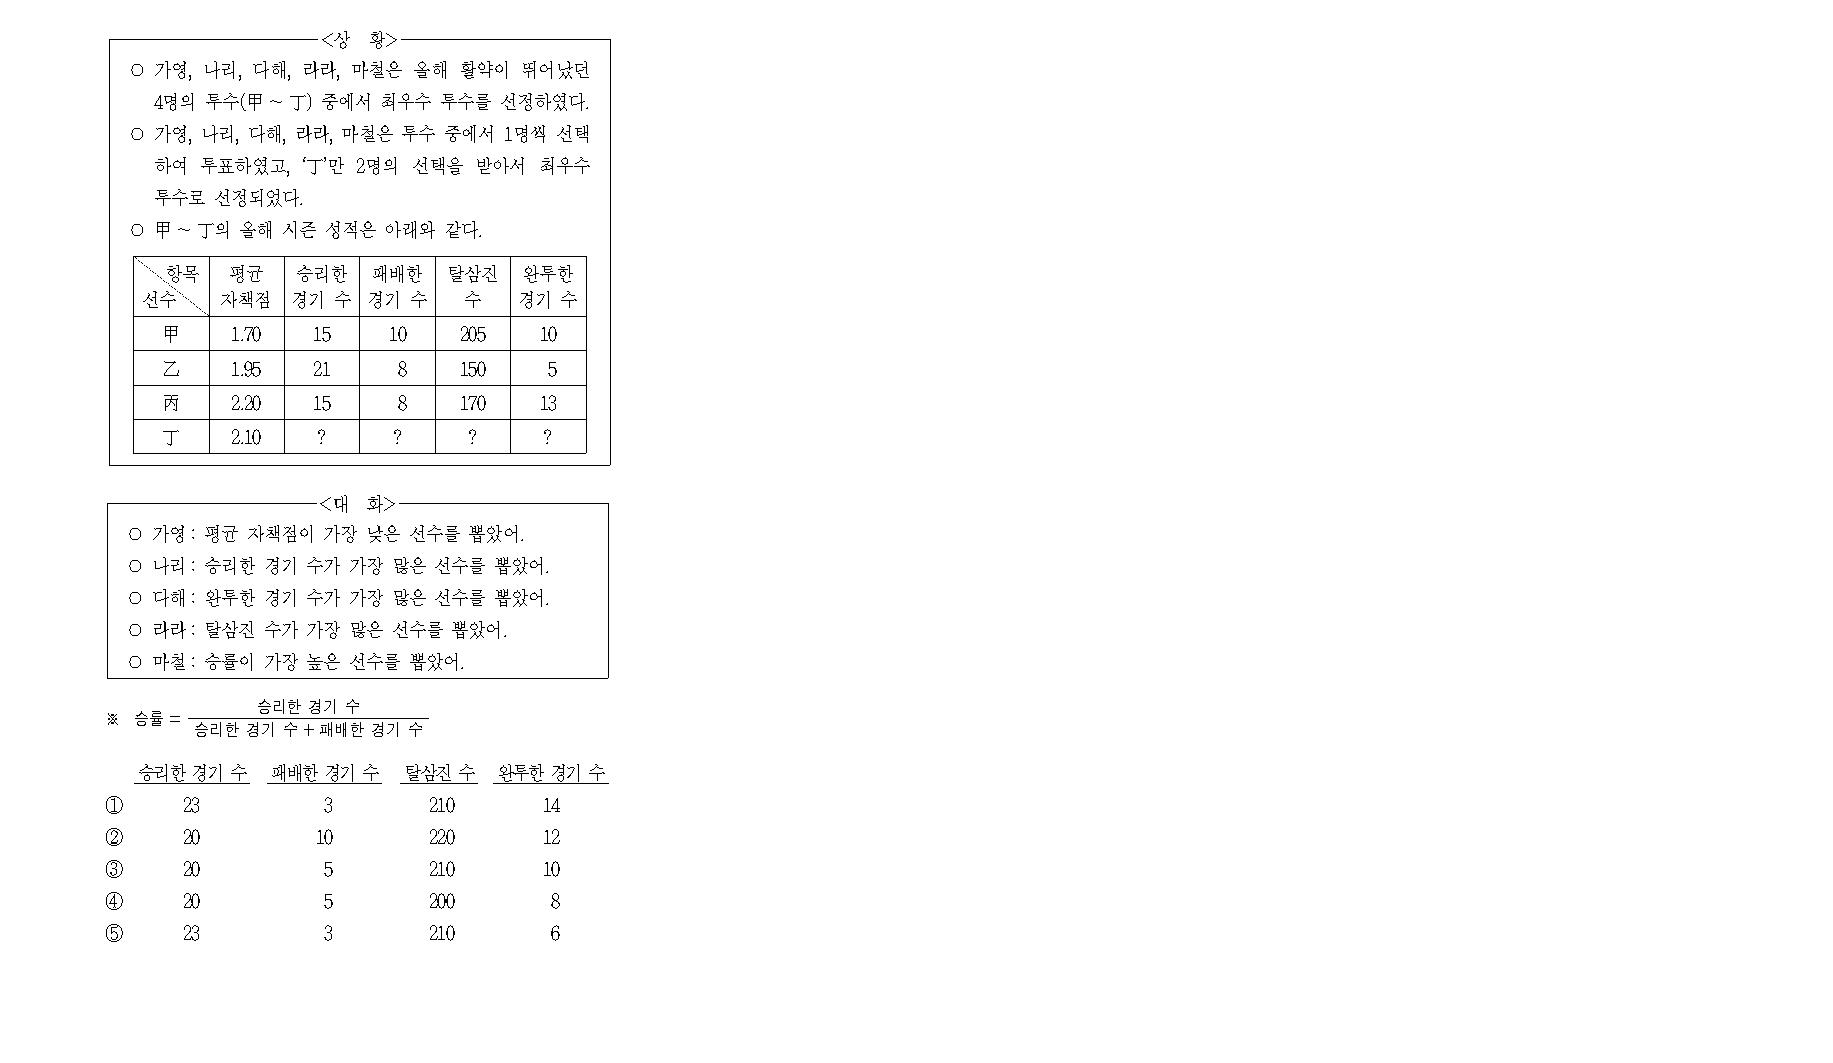 <상 황>
○ 가영, 나리, 다해, 라라, 마철은 올해 활약이 뛰어났던
4명의 투수(甲 ~ 丁) 중에서 최우수 투수를 선정하였다.
○ 가영, 나리, 다해, 라라, 마철은 투수 중에서 1명씩 선택
하여 투표하였고, ‘丁’만 2명의 선택을 받아서 최우수
투수로 선정되었다.
○ 甲 ~ 丁의 올해 시즌 성적은 아래와 같다.
항목 평균 승리한 패배한 탈삼진 완투한
선수 자책점 경기 수 경기 수 수 경기 수
甲 1.70 15 10 205 10
乙 1.95 21 8 150 5
丙 2.20 15 8 170 13
丁 2.10 ? ? ? ?
<대 화>
○ 가영 : 평균 자책점이 가장 낮은 선수를 뽑았어.
○ 나리 : 승리한 경기 수가 가장 많은 선수를 뽑았어.
○ 다해 : 완투한 경기 수가 가장 많은 선수를 뽑았어.
○ 라라 : 탈삼진 수가 가장 많은 선수를 뽑았어.
○ 마철 : 승률이 가장 높은 선수를 뽑았어.
승리한 경기 수
※ 승률 =
승리한 경기 수 + 패배한 경기 수
승리한 경기 수 패배한 경기 수 탈삼진 수 완투한 경기 수
① 23 3 210 14
② 20 10 220 12
③ 20 5 210 10
④ 20 5 200 8
⑤ 23 3 210 6